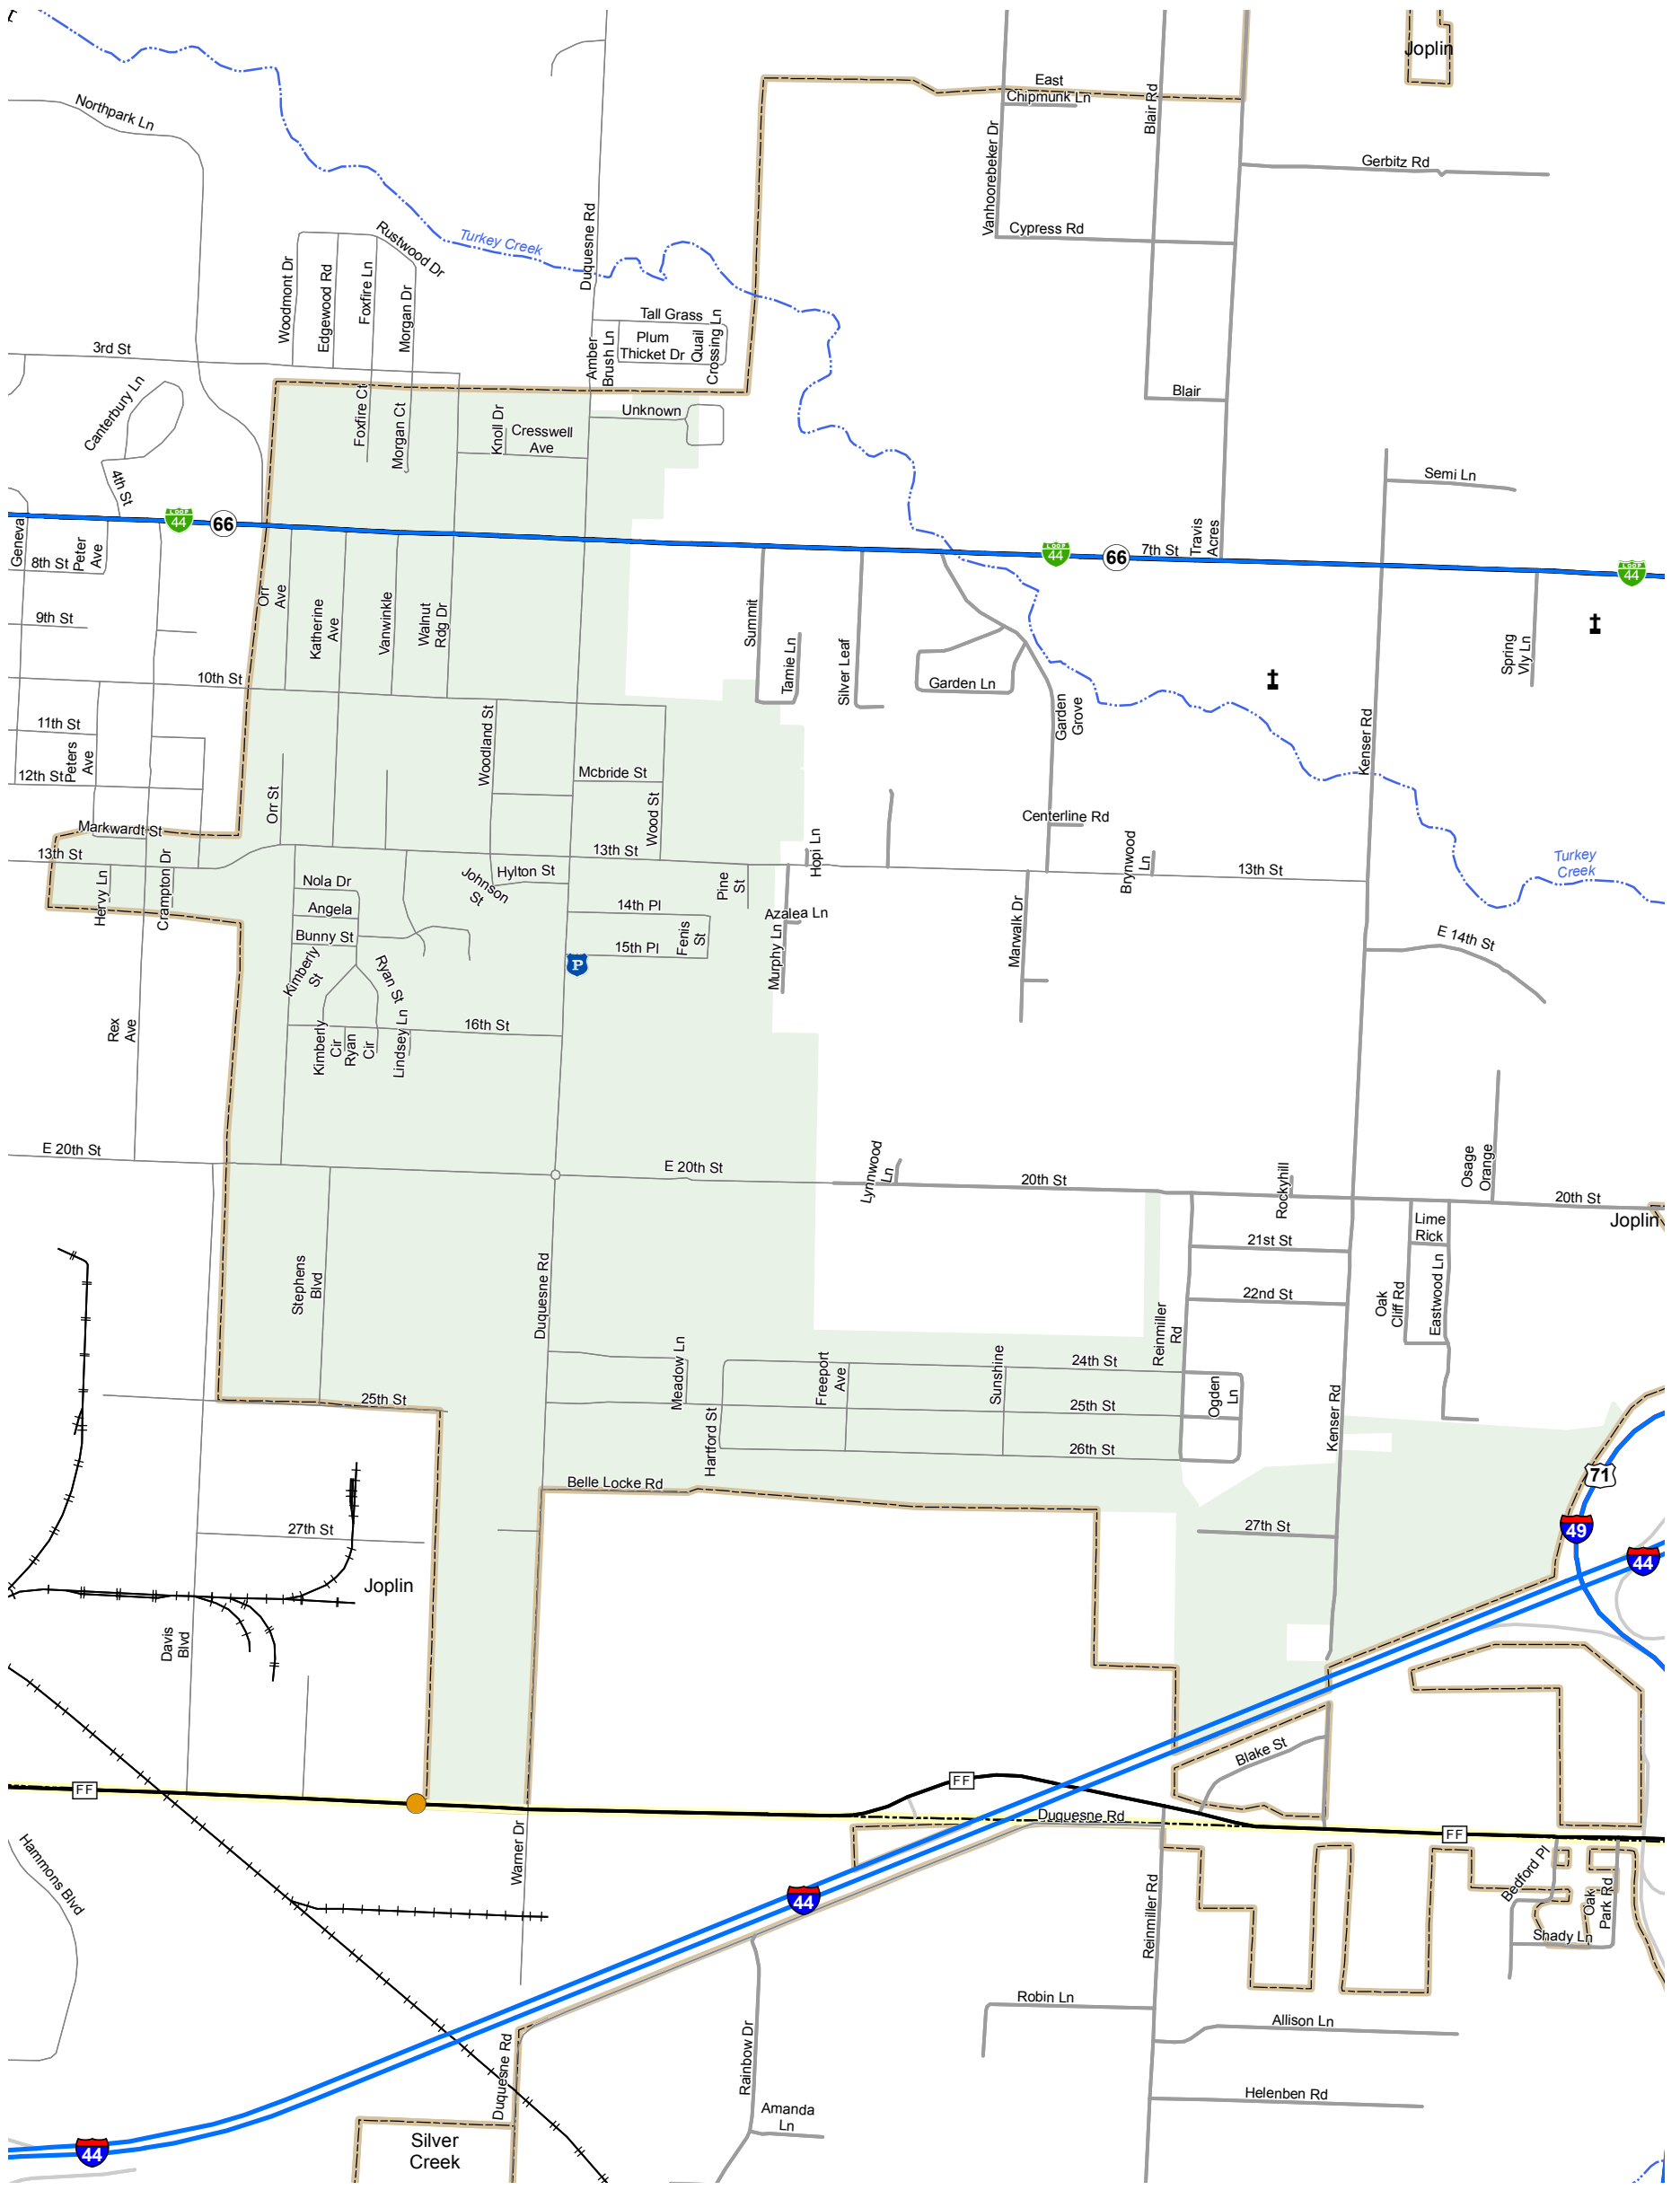 Joplin
East
Chipmunk Ln
Blair Rd
Northpark Ln
Vanhoorebeker Dr
Gerbitz Rd
Cypress Rd
Duquesne Rd
Turkey Creek
Rustwood Dr
Woodmont Dr
Edgewood Rd
Foxfire Ln
Morgan Dr
Tall Grass
Plum
Thicket Dr
Quail
Crossing Ln
Amber
Brush Ln
3rd St
Canterbury Ln
Foxfire Ct
Morgan Ct
Knoll Dr
Cresswell
Ave
Unknown
Blair
4th St
Semi Ln
LOOP
44
66
LOOP
44
66
7th St
Travis
Acres
LOOP
44
Geneva
8th St
Peter
Ave
9th St
Orr
Ave
Katherine
Ave
Vanwinkle
Walnut
Rdg Dr
Summit
Tamie Ln
Silver Leaf
Garden Ln
Garden
Grove
Spring
Vly Ln
10th St
11th St
Peters
Ave
12th St
Woodland St
Mcbride St
Wood St
Orr St
Kenser Rd
Markwardt St
13th St
Centerline Rd
Hopi Ln
Brynwood
Ln
13th St
13th St
Turkey
Creek
Hervy Ln
Crampton Dr
Nola Dr
Angela
Bunny St
Johnson
St
Hylton St
14th Pl
15th Pl
Fenis
St
Pine
St
Azalea Ln
Murphy Ln
Marwalk Dr
E 14th St
P
Kimberly
St
Ryan St
16th St
Rex
Ave
Kimberly
Cir
Ryan
Cir
Lindsey Ln
E 20th St
E 20th St
Lynnwood
Ln
20th St
Rockyhill
Osage
Orange
20th St
Joplin
Lime
Rick
21st St
22nd St
Oak
Cliff Rd
Eastwood Ln
Stephens
Blvd
Duquesne Rd
Reinmiller
Rd
Meadow Ln
Freeport
Ave
Sunshine
24th St
25th St
25th St
Ogden
Ln
Hartford St
26th St
Kenser Rd
Belle Locke Rd
71
27th St
27th St
49
44
Joplin
Davis
Blvd
Blake St
FF
FF
Duquesne Rd
FF
Warner Dr
Hammons Blvd
44
Reinmiller Rd
Bedford Pl
Oak
Park Rd
Shady Ln
Robin Ln
Allison Ln
Duquesne Rd
Rainbow Dr
Helenben Rd
Amanda
Ln
Silver
Creek
44